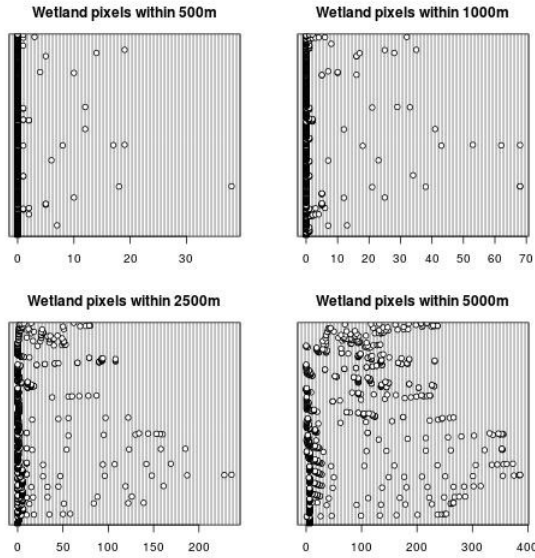 Wetland pixels within 500m
Wetland pixels within 1000m
0 10 20 30
0 10 20 30 40 50 60 70
Wetland pixels within 2500m
Wetland pixels within 5000m
0 50 100 150 200
0 100 200 300 400